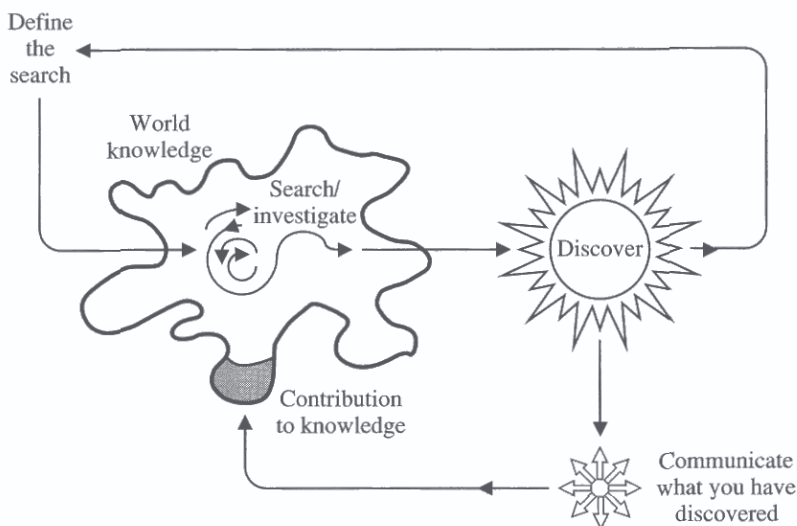 Define
the
search
World
knowledge
Search/
investigate
Discover
Contribution
to knowledge
Communicate
what you have
discovered